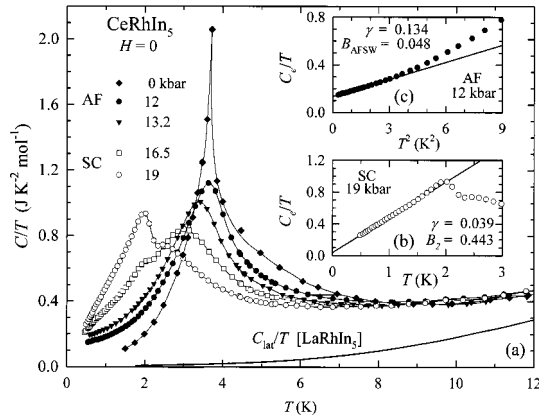 CeRhIn5
H = 0
0 kbar
AF
12
13.2
SC
16.5
19
C/T (J K-2 mol-1)
2.0
1.6
1.2
0.8
0.4
0.0
γ = 0.134
B_AFSW = 0.048
AF
12 kbar
(c)
C_e/T
0.8
0.4
0.0
0 3 6 9
T2 (K2)
SC
19 kbar
γ = 0.039
B_2 = 0.443
(b)
C_e/T
1.2
0.8
0.4
0.0
0 1 2 3
T (K)
C_lat/T [LaRhIn5]
(a)
0 2 4 6 8 10 12
T (K)